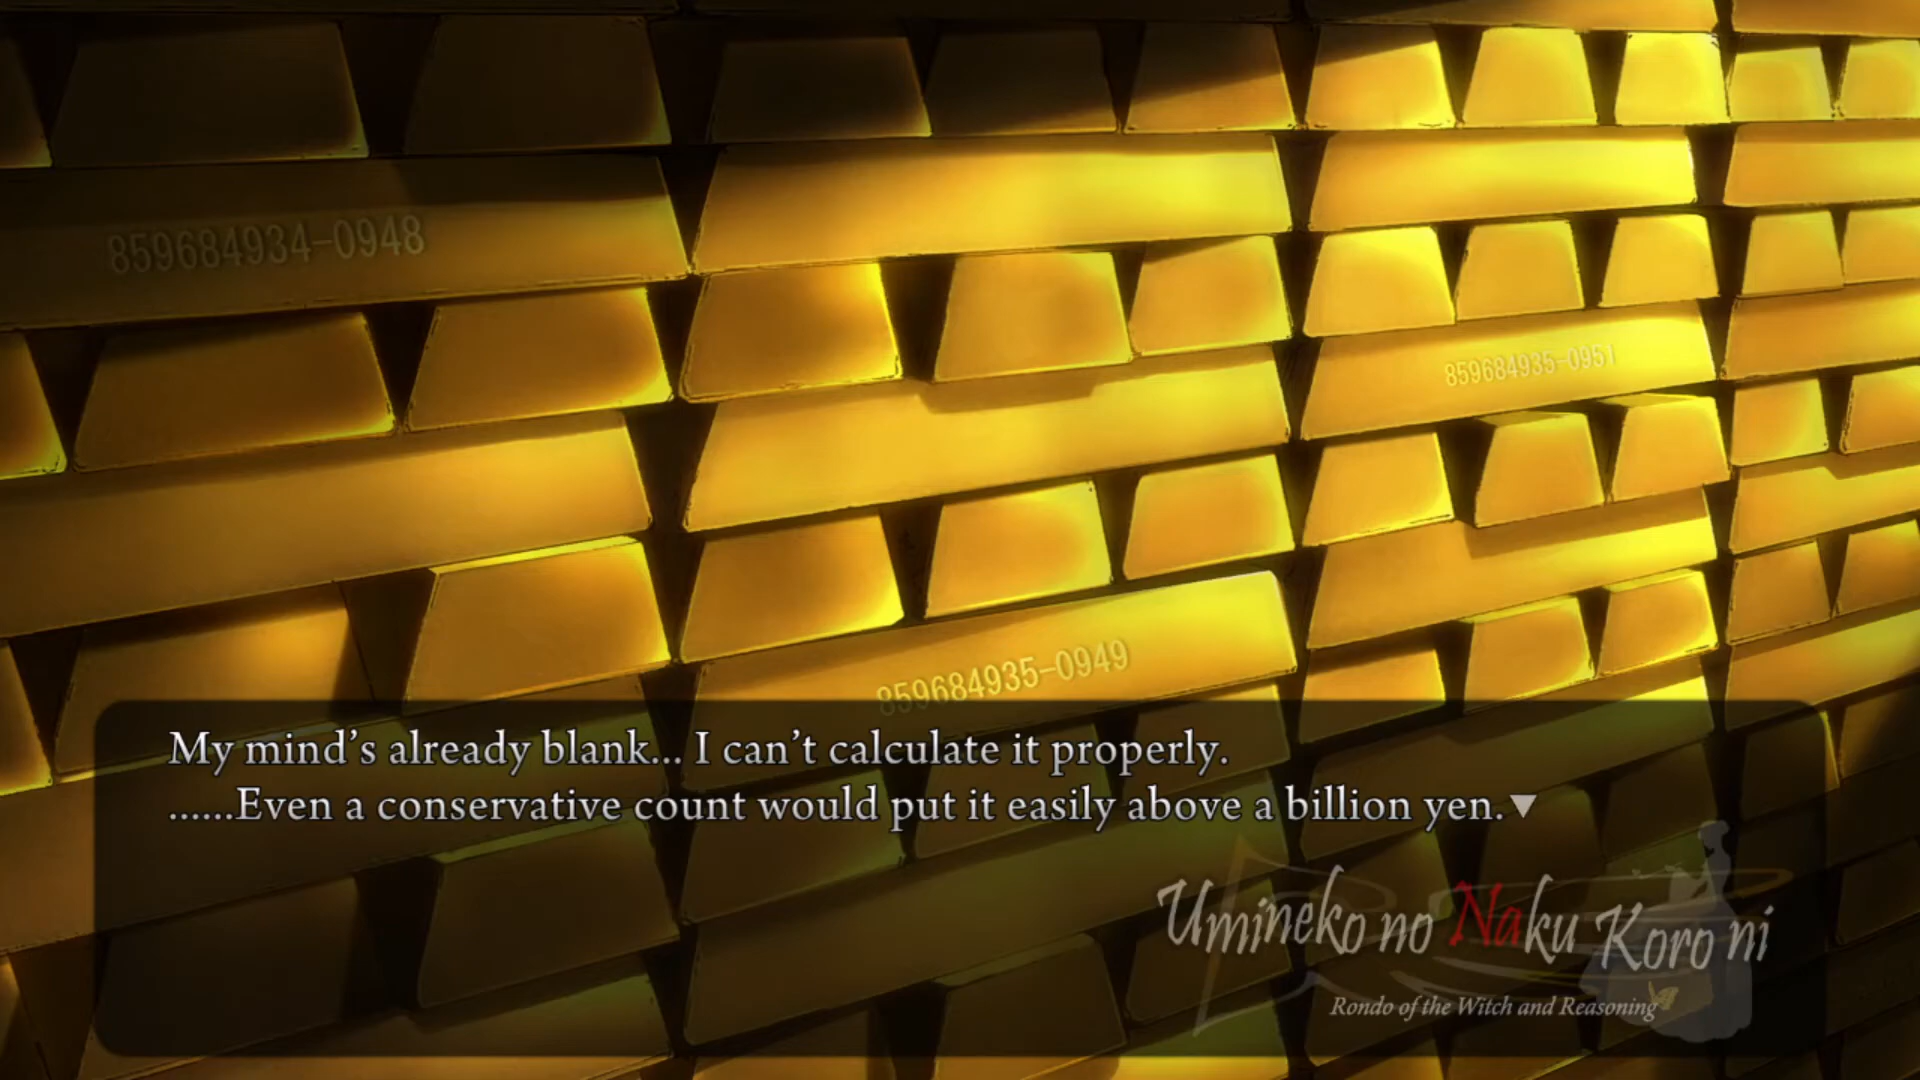 859684934-0948
859684935-0951
859684935-0949
My mind's already blank... I can't calculate it properly.
......Even a conservative count would put it easily above a billion yen.▼
Umineko no Naku Koro ni
Rondo of the Witch and Reasoning